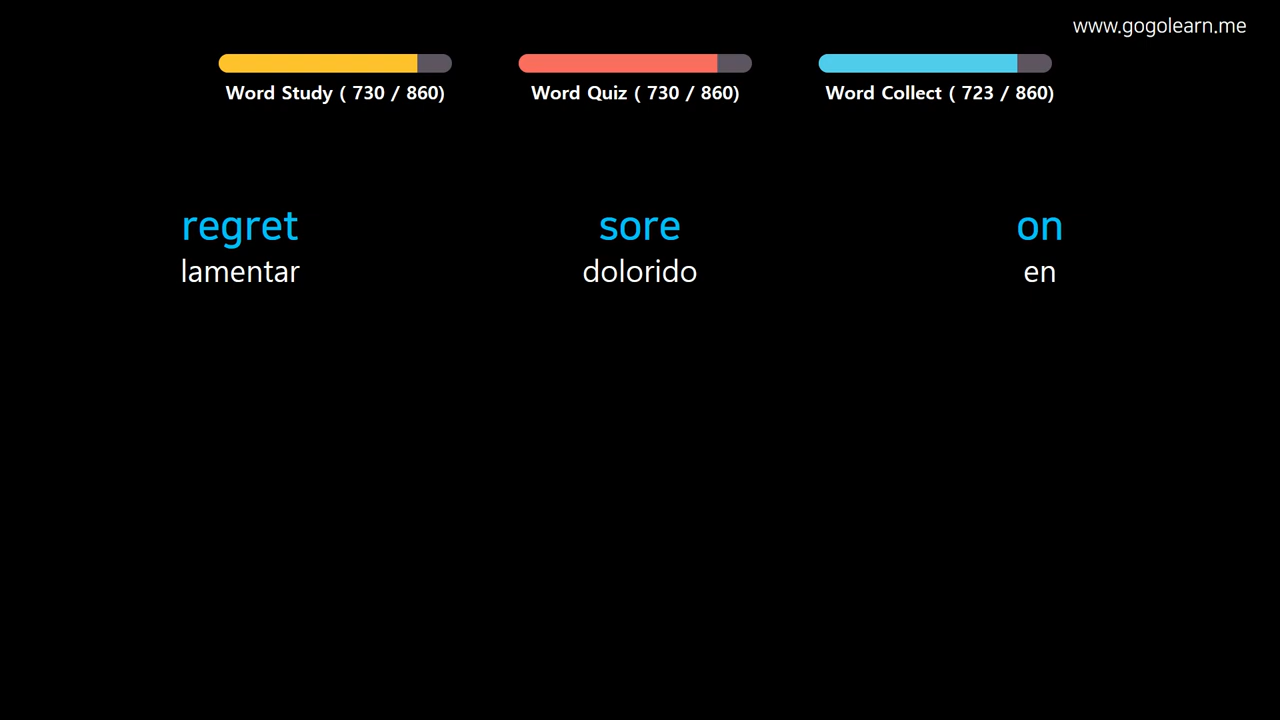 www.gogolearn.me
Word Study ( 730 / 860)
Word Quiz ( 730 / 860)
Word Collect ( 723 / 860)
regret
lamentar
sore
dolorido
on
en